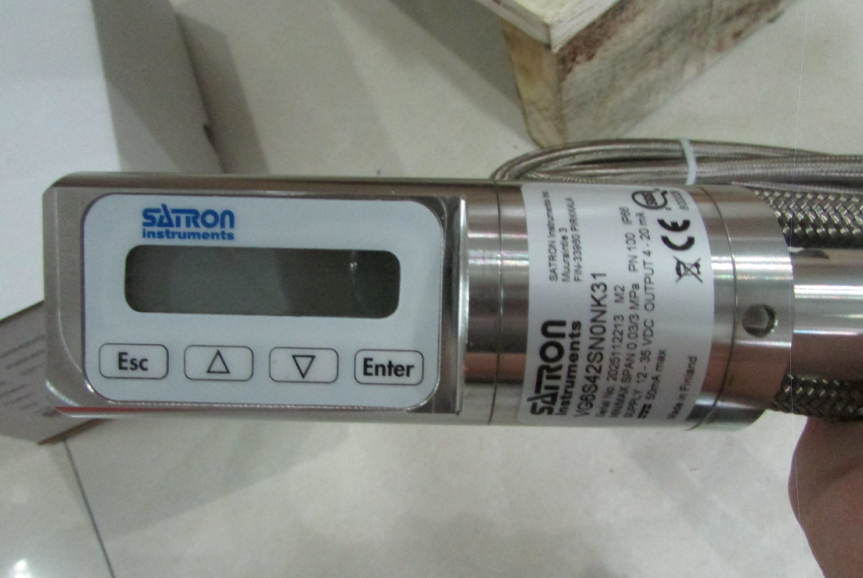 SATRON
instruments
Esc
Enter
SATRON
instruments
SATRON Instruments Inc.
Muuraintie 3
FIN-33960 PIRKKALA
VG6S42SN0NK31
Serial No. 2025112213 M2
MIN/MAX SPAN 0.03/3 MPa PN 100 IP66
SUPPLY 12 - 35 VDC OUTPUT 4 - 20 mA
50mA max
Made in Finland
CE